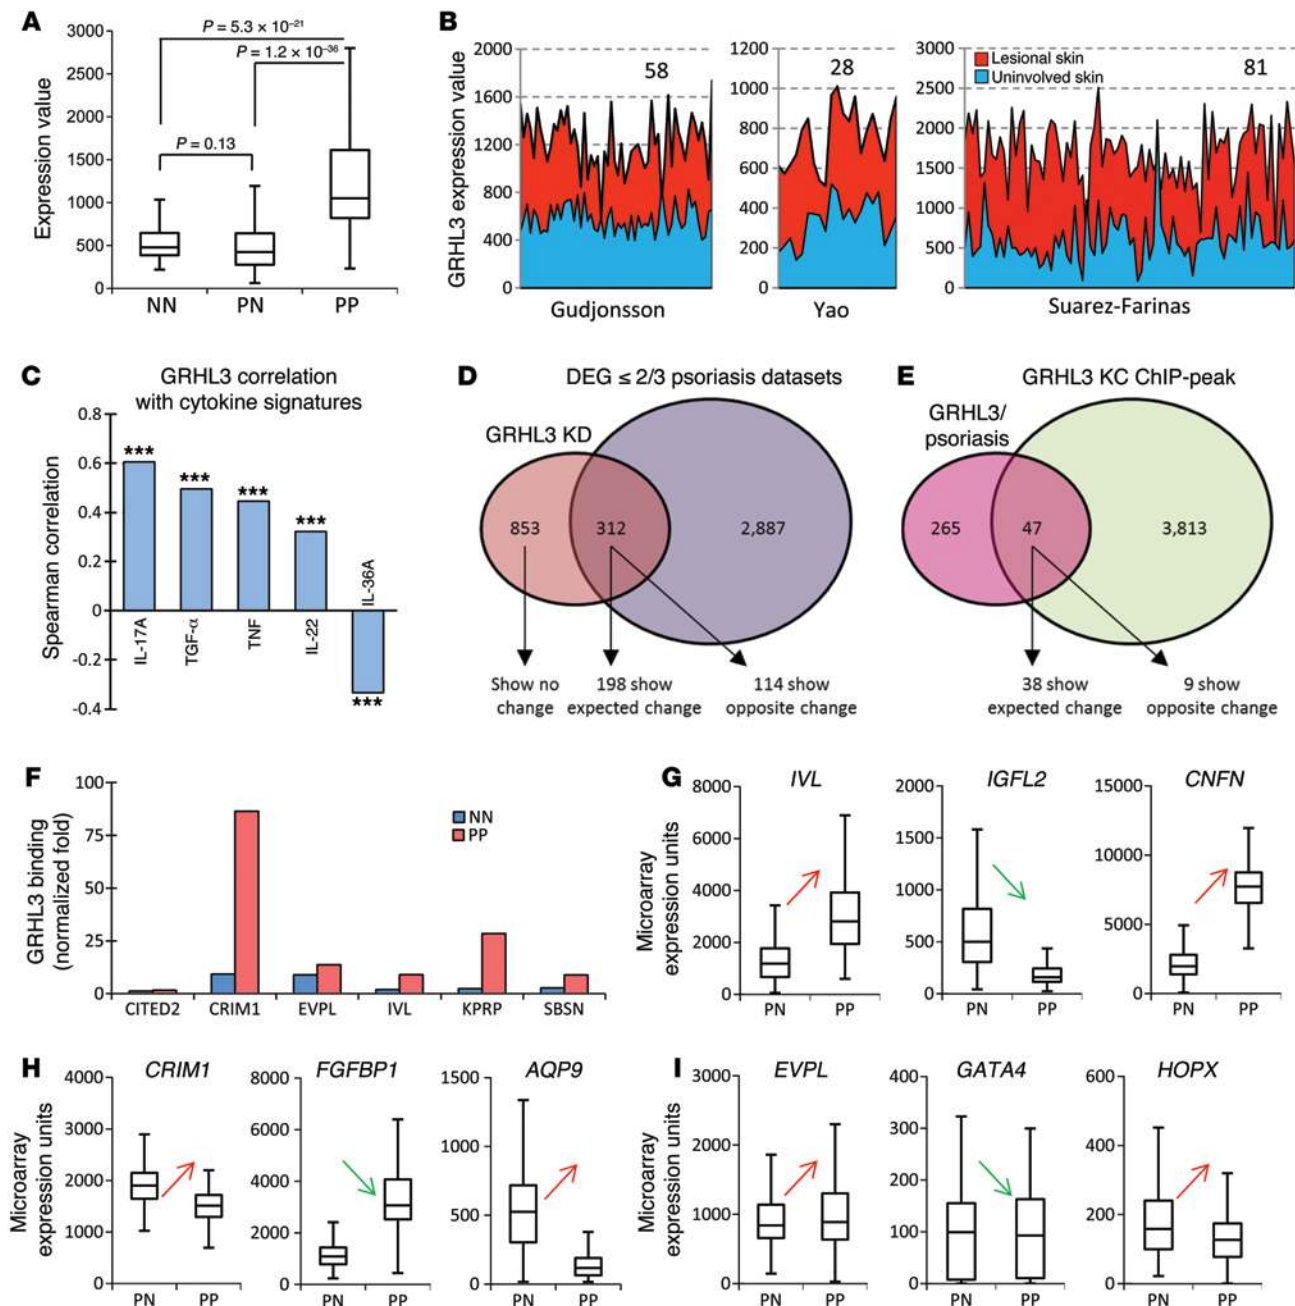 A
Expression value
3000
2500
2000
1500
1000
500
0
P = 5.3 × 10⁻²¹
P = 1.2 × 10⁻³⁶
P = 0.13
NN PN PP
B
GRHL3 expression value
2000
1600
1200
800
400
0
58
Gudjonsson
1200
1000
800
600
400
200
0
28
Yao
3000
2500
2000
1500
1000
500
0
Lesional skin
Uninvolved skin
81
Suarez-Farinas
C
GRHL3 correlation
with cytokine signatures
Spearman correlation
0.8
0.6
0.4
0.2
0
-0.2
-0.4
*** *** *** *** ***
IL-17A
TGF-α
TNF
IL-22
IL-36A
D
DEG ≤ 2/3 psoriasis datasets
GRHL3 KD
853 312 2,887
Show no
change
198 show
expected change
114 show
opposite change
E
GRHL3 KC ChIP-peak
GRHL3/
psoriasis
265 47 3,813
38 show
expected change
9 show
opposite change
F
GRHL3 binding
(normalized fold)
100
75
50
25
0
NN
PP
CITED2 CRIM1 EVPL IVL KPRP SBSN
G
Microarray
expression units
IVL
8000
6000
4000
2000
0
PN PP
IGFL2
2000
1500
1000
500
0
PN PP
CNFN
15000
10000
5000
0
PN PP
H
Microarray
expression units
CRIM1
4000
3000
2000
1000
0
PN PP
FGFBP1
8000
6000
4000
2000
0
PN PP
AQP9
1500
1000
500
0
PN PP
I
Microarray
expression units
EVPL
3000
2000
1000
0
PN PP
GATA4
400
300
200
100
0
PN PP
HOPX
600
400
200
0
PN PP